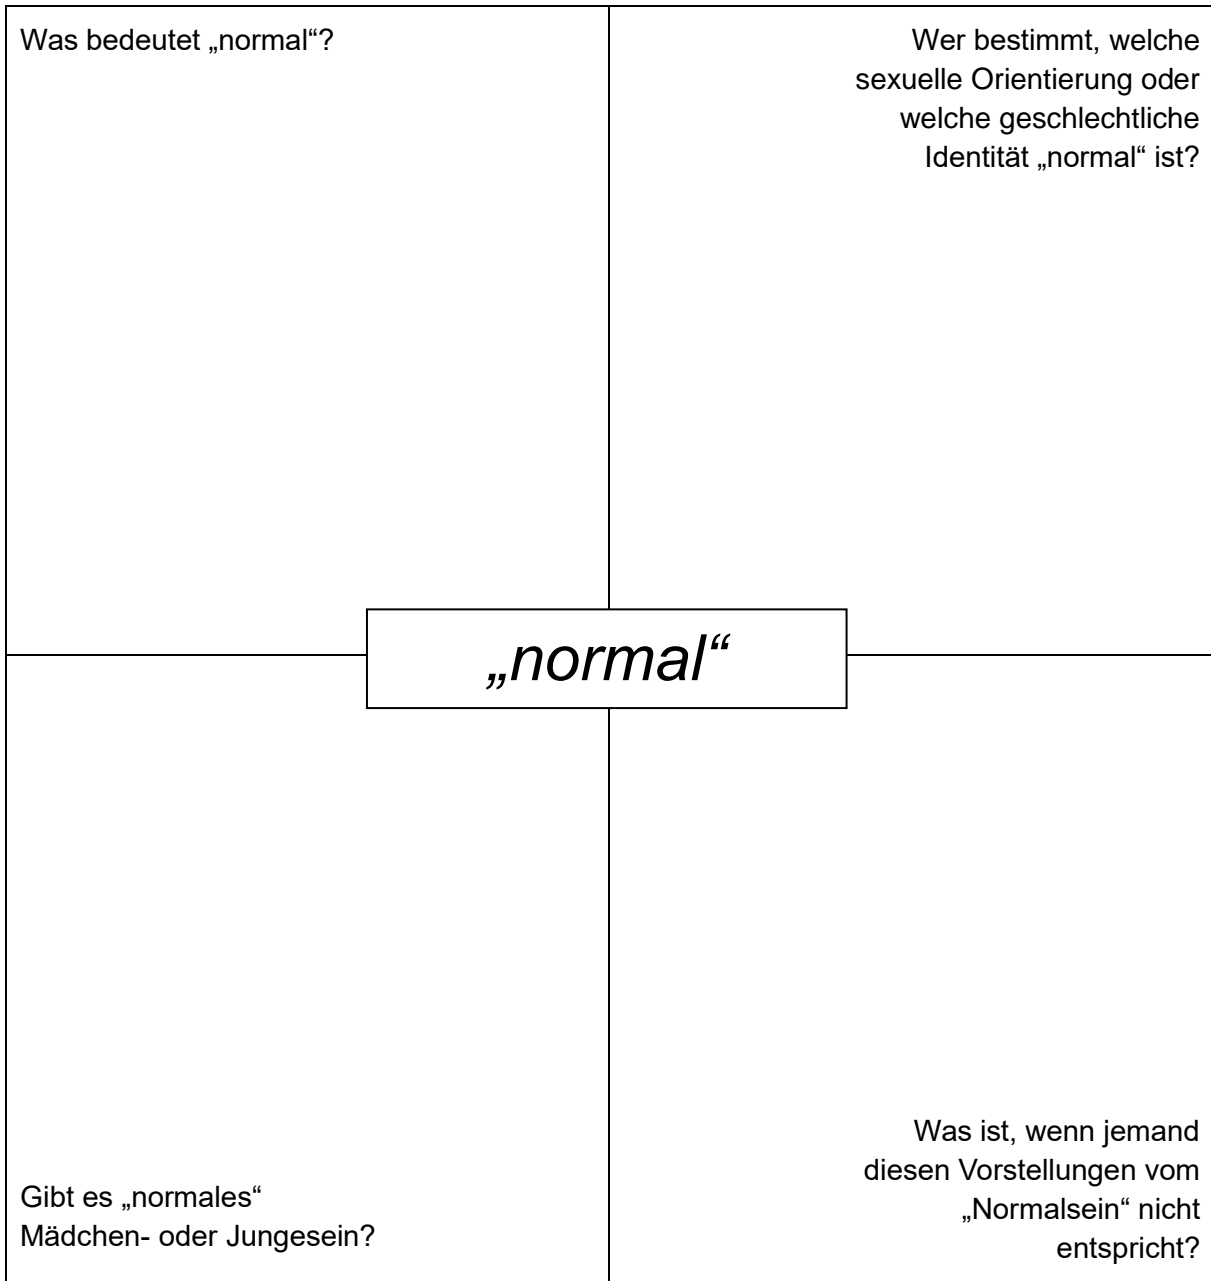 Was bedeutet „normal“?
Wer bestimmt, welche
sexuelle Orientierung oder
welche geschlechtliche
Identität „normal“ ist?
„normal“
Gibt es „normales“
Mädchen- oder Jungesein?
Was ist, wenn jemand
diesen Vorstellungen vom
„Normalsein“ nicht
entspricht?